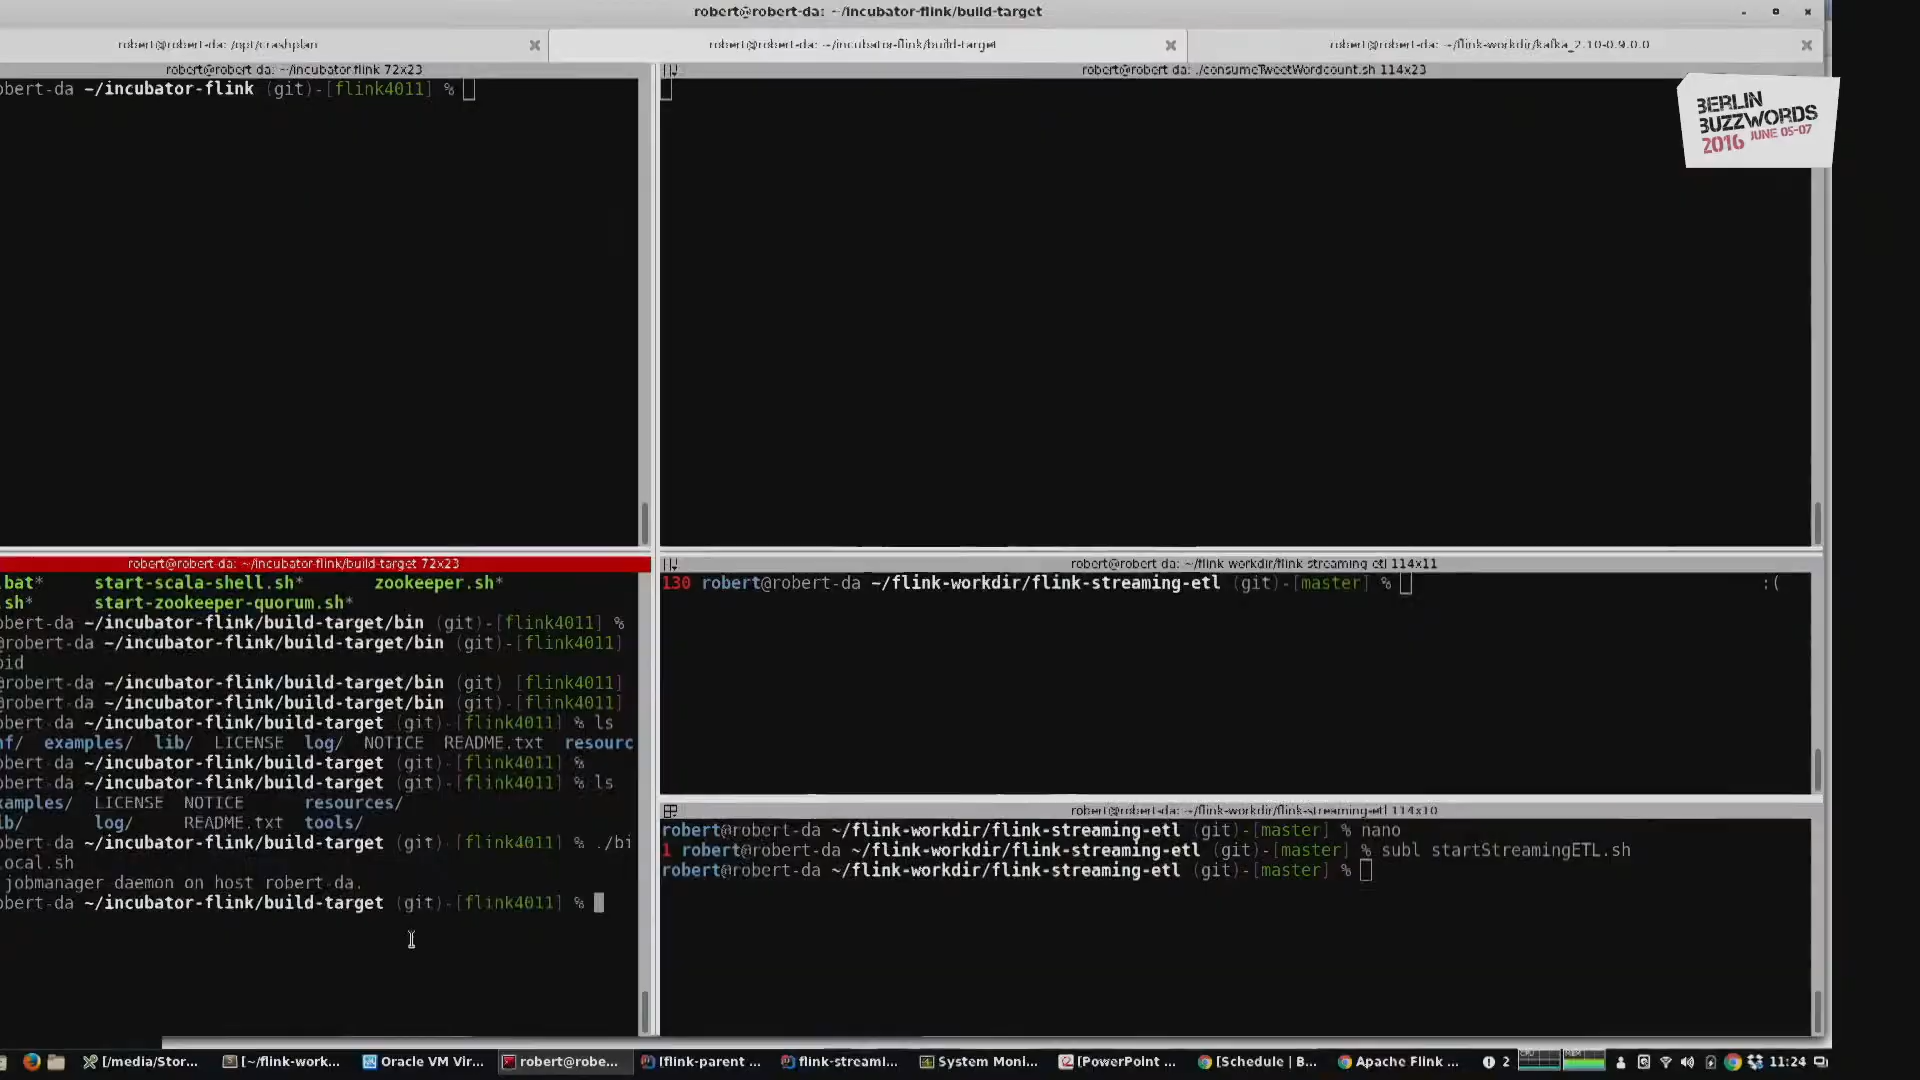 robert@robert-da: ~/incubator-flink/build-target
robert@robert-da: /opt/crashplan
robert@robert-da: ~/incubator-flink/build-target
robert@robert-da: ~/flink-workdir/kafka_2.10-0.9.0.0
robert@robert da: ~/incubator flink 72x23
robert@robert da: ./consumeTweetWordcount.sh 114x23
obert-da ~/incubator-flink (git)-[flink4011] %
BERLIN
BUZZWORDS
2016 JUNE 05-07
robert@robert-da: ~/incubator-flink/build-target 72x23
.bat* start-scala-shell.sh* zookeeper.sh*
.sh* start-zookeeper-quorum.sh*
obert-da ~/incubator-flink/build-target/bin (git)-[flink4011] %
@robert-da ~/incubator-flink/build-target/bin (git)-[flink4011]
pid
@robert-da ~/incubator-flink/build-target/bin (git) [flink4011]
@robert-da ~/incubator-flink/build-target/bin (git)-[flink4011]
obert-da ~/incubator-flink/build-target (git)-[flink4011] % ls
nf/ examples/ lib/ LICENSE log/ NOTICE README.txt resourc
obert-da ~/incubator-flink/build-target (git)-[flink4011] %
obert-da ~/incubator-flink/build-target (git)-[flink4011] % ls
xamples/ LICENSE NOTICE resources/
ib/ log/ README.txt tools/
obert-da ~/incubator-flink/build-target (git)-[flink4011] % ./bi
local.sh
jobmanager daemon on host robert-da.
obert-da ~/incubator-flink/build-target (git)-[flink4011] %
robert@robert-da: ~/flink workdir/flink streaming etl 114x11
130 robert@robert-da ~/flink-workdir/flink-streaming-etl (git)-[master] % :(
robert@robert-da: ~/flink-workdir/flink-streaming-etl 114x10
robert@robert-da ~/flink-workdir/flink-streaming-etl (git)-[master] % nano
1 robert@robert-da ~/flink-workdir/flink-streaming-etl (git)-[master] % subl startStreamingETL.sh
robert@robert-da ~/flink-workdir/flink-streaming-etl (git)-[master] %
[/media/Stor... [~/flink-work... Oracle VM Vir... robert@robe... [flink-parent ... flink-streaml... System Moni... [PowerPoint ... [Schedule | B... Apache Flink ... 2 11:24